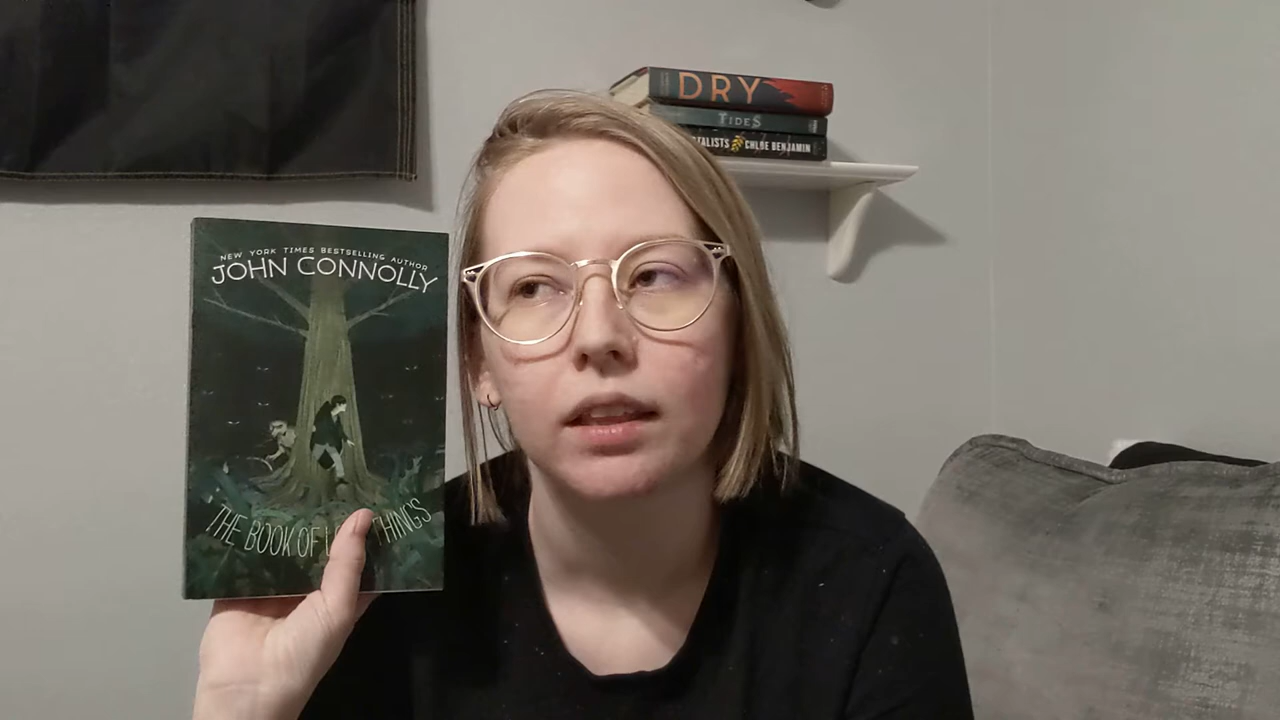 NEW YORK TIMES BESTSELLING AUTHOR
JOHN CONNOLLY
THE BOOK OF THINGS
DRY
TIDES
CHLOE BENJAMIN